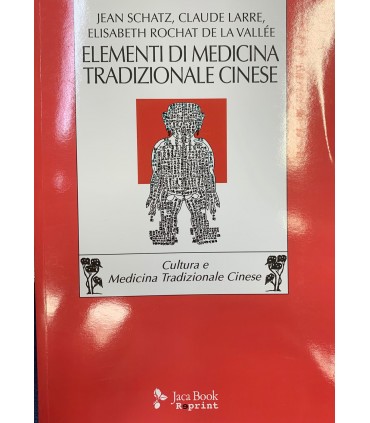 JEAN SCHATZ, CLAUDE LARRE,
ELISABETH ROCHAT DE LA VALLÉE
ELEMENTI DI MEDICINA
TRADIZIONALE CINESE
Cultura e
Medicina Tradizionale Cinese
Jaca Book
Reprint